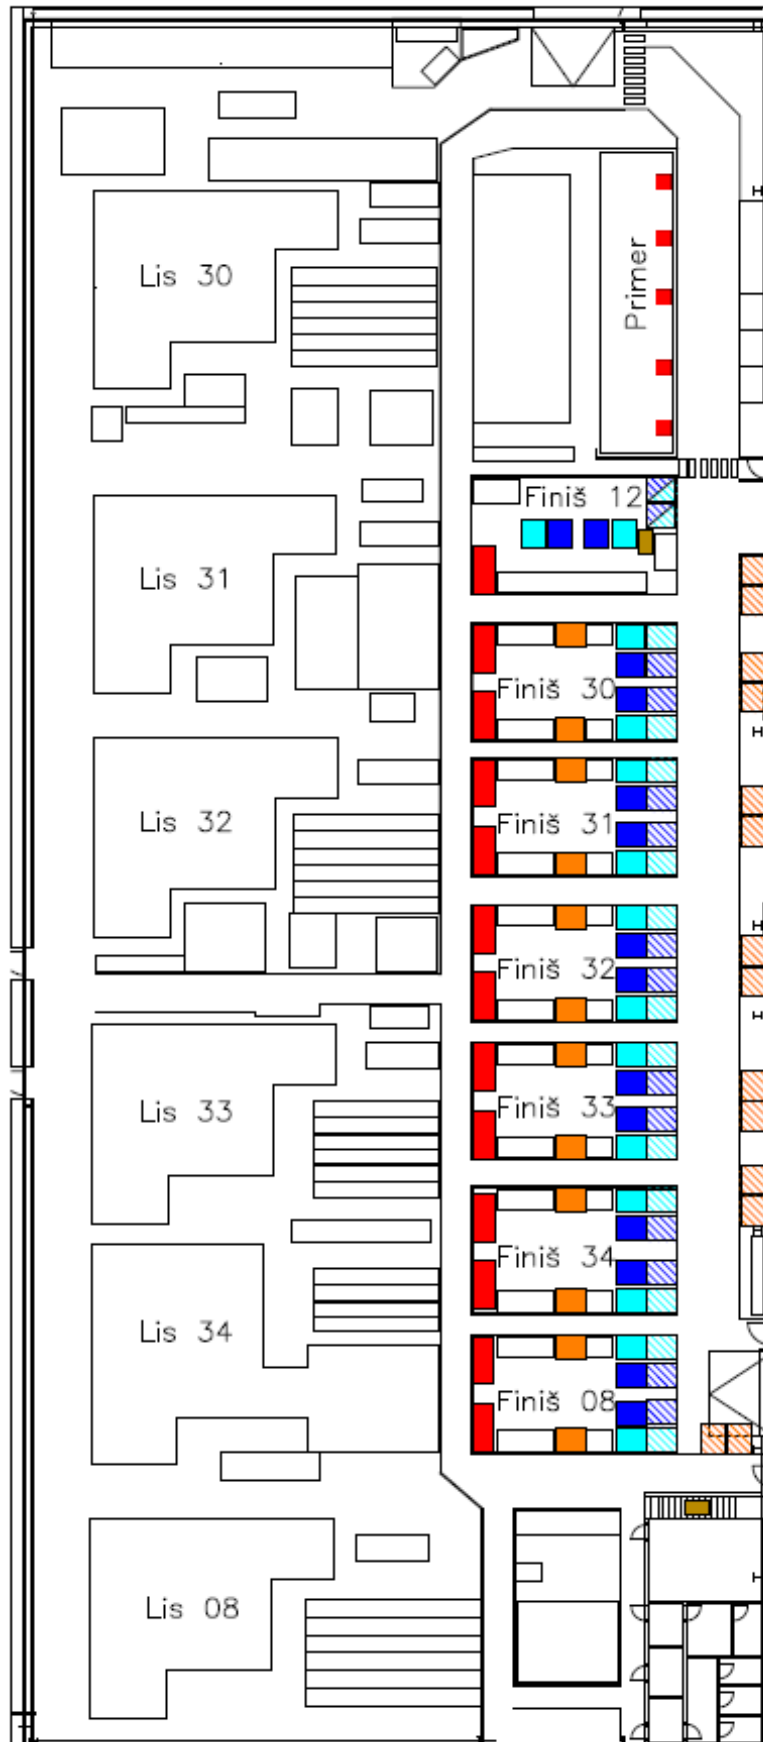 Lis 30
Primer
Finiš 12
Lis 31
Finiš 30
Lis 32
Finiš 31
Finiš 32
Lis 33
Finiš 33
Finiš 34
Lis 34
Finiš 08
Lis 08